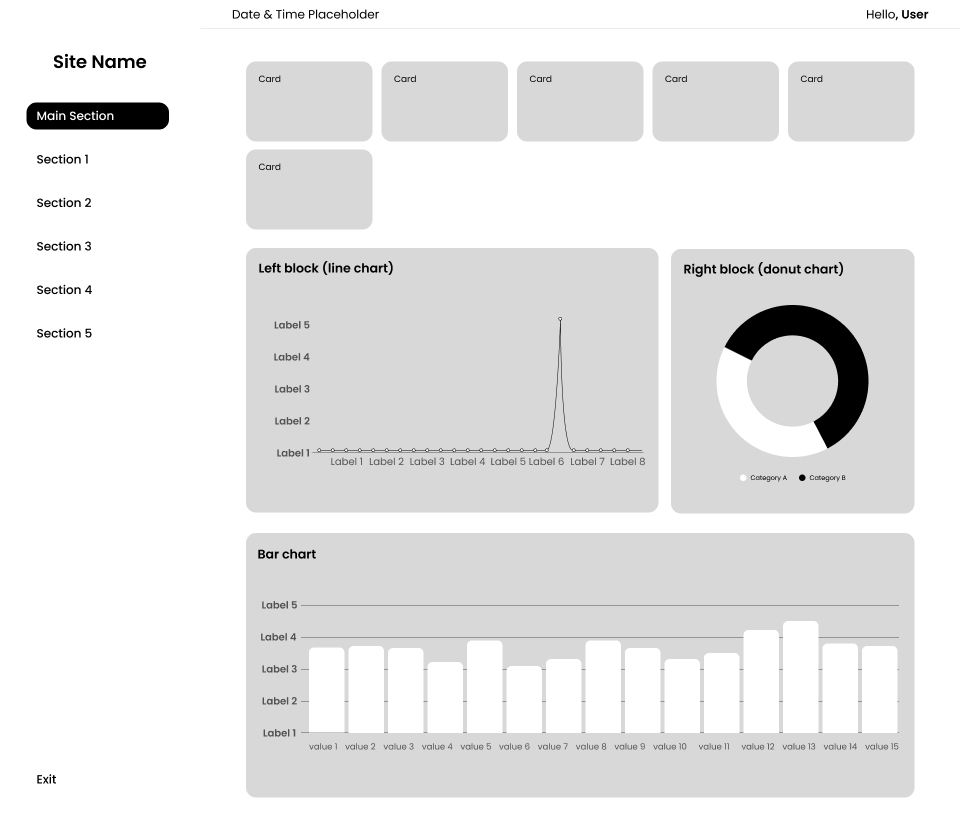 Date & Time Placeholder
Hello, User
Site Name
Main Section
Section 1
Section 2
Section 3
Section 4
Section 5
Exit
Card
Card
Card
Card
Card
Card
Left block (line chart)
Label 5
Label 4
Label 3
Label 2
Label 1
Label 1 Label 2 Label 3 Label 4 Label 5 Label 6 Label 7 Label 8
Right block (donut chart)
Category A Category B
Bar chart
Label 5
Label 4
Label 3
Label 2
Label 1
value 1 value 2 value 3 value 4 value 5 value 6 value 7 value 8 value 9 value 10 value 11 value 12 value 13 value 14 value 15